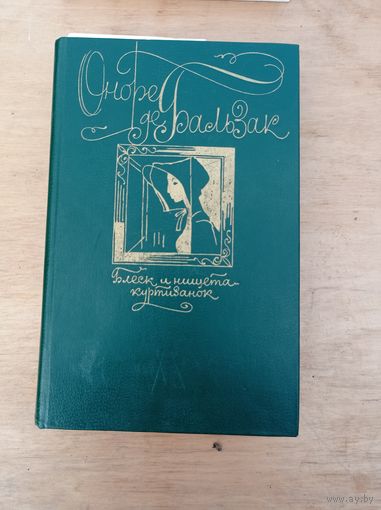 Оноре
де Бальзак
Блеск и нищета
куртизанок
www.ay.by